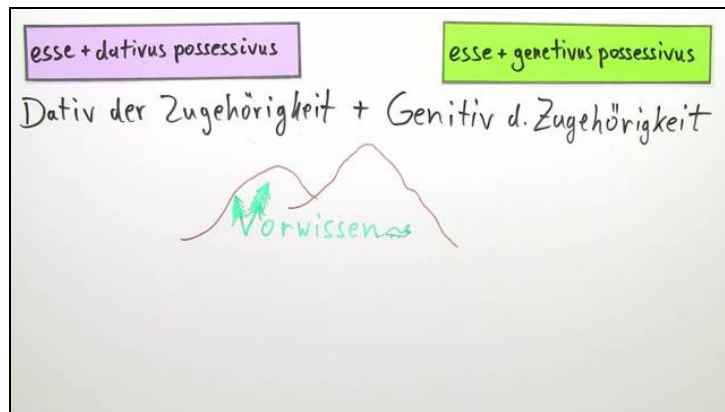 esse + dativus possessivus
esse + genetivus possessivus
Dativ der Zugehörigkeit + Genitiv d. Zugehörigkeit
Vorwissen